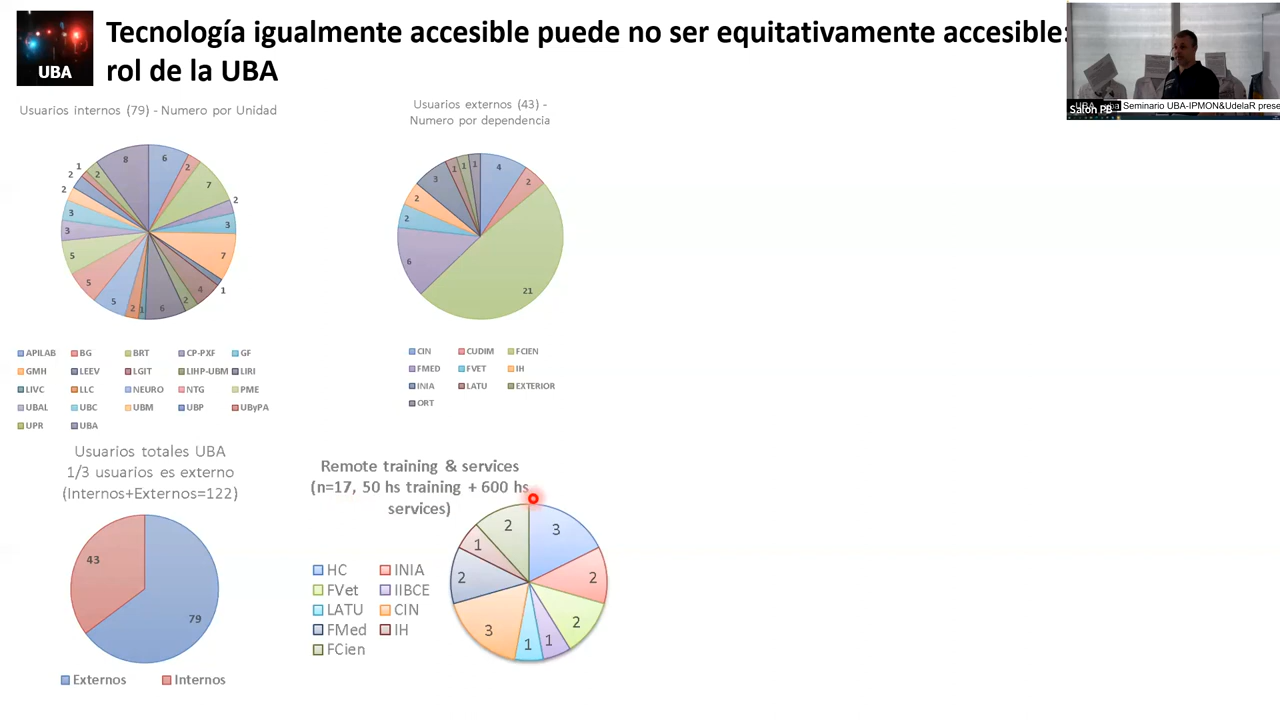 UBA
Tecnología igualmente accesible puede no ser equitativamente accesible:
rol de la UBA
Salon PB
Seminario UBA-IPMON&UdelaR prese
Usuarios internos (79) - Numero por Unidad
8
6
2
7
2
3
7
1
4
2
6
1
2
5
5
5
3
3
2
2
1
2
APILAB BG BRT CP-PXF GF
GMH LEEV LGIT LIHP-UBM LIRI
LIVC LLC NEURO NTG PME
UBAL UBC UBM UBP UByPA
UPR UBA
Usuarios externos (43) -
Numero por dependencia
4
2
21
6
2
2
3
1
1
1
CIN CUDIM FCIEN
FMED FVET IH
INIA LATU EXTERIOR
ORT
Usuarios totales UBA
1/3 usuarios es externo
(Internos+Externos=122)
43
79
Externos Internos
Remote training & services
(n=17, 50 hs training + 600 hs
services)
HC INIA
FVet IIBCE
LATU CIN
FMed IH
FCien
3
2
2
1
1
3
2
1
2